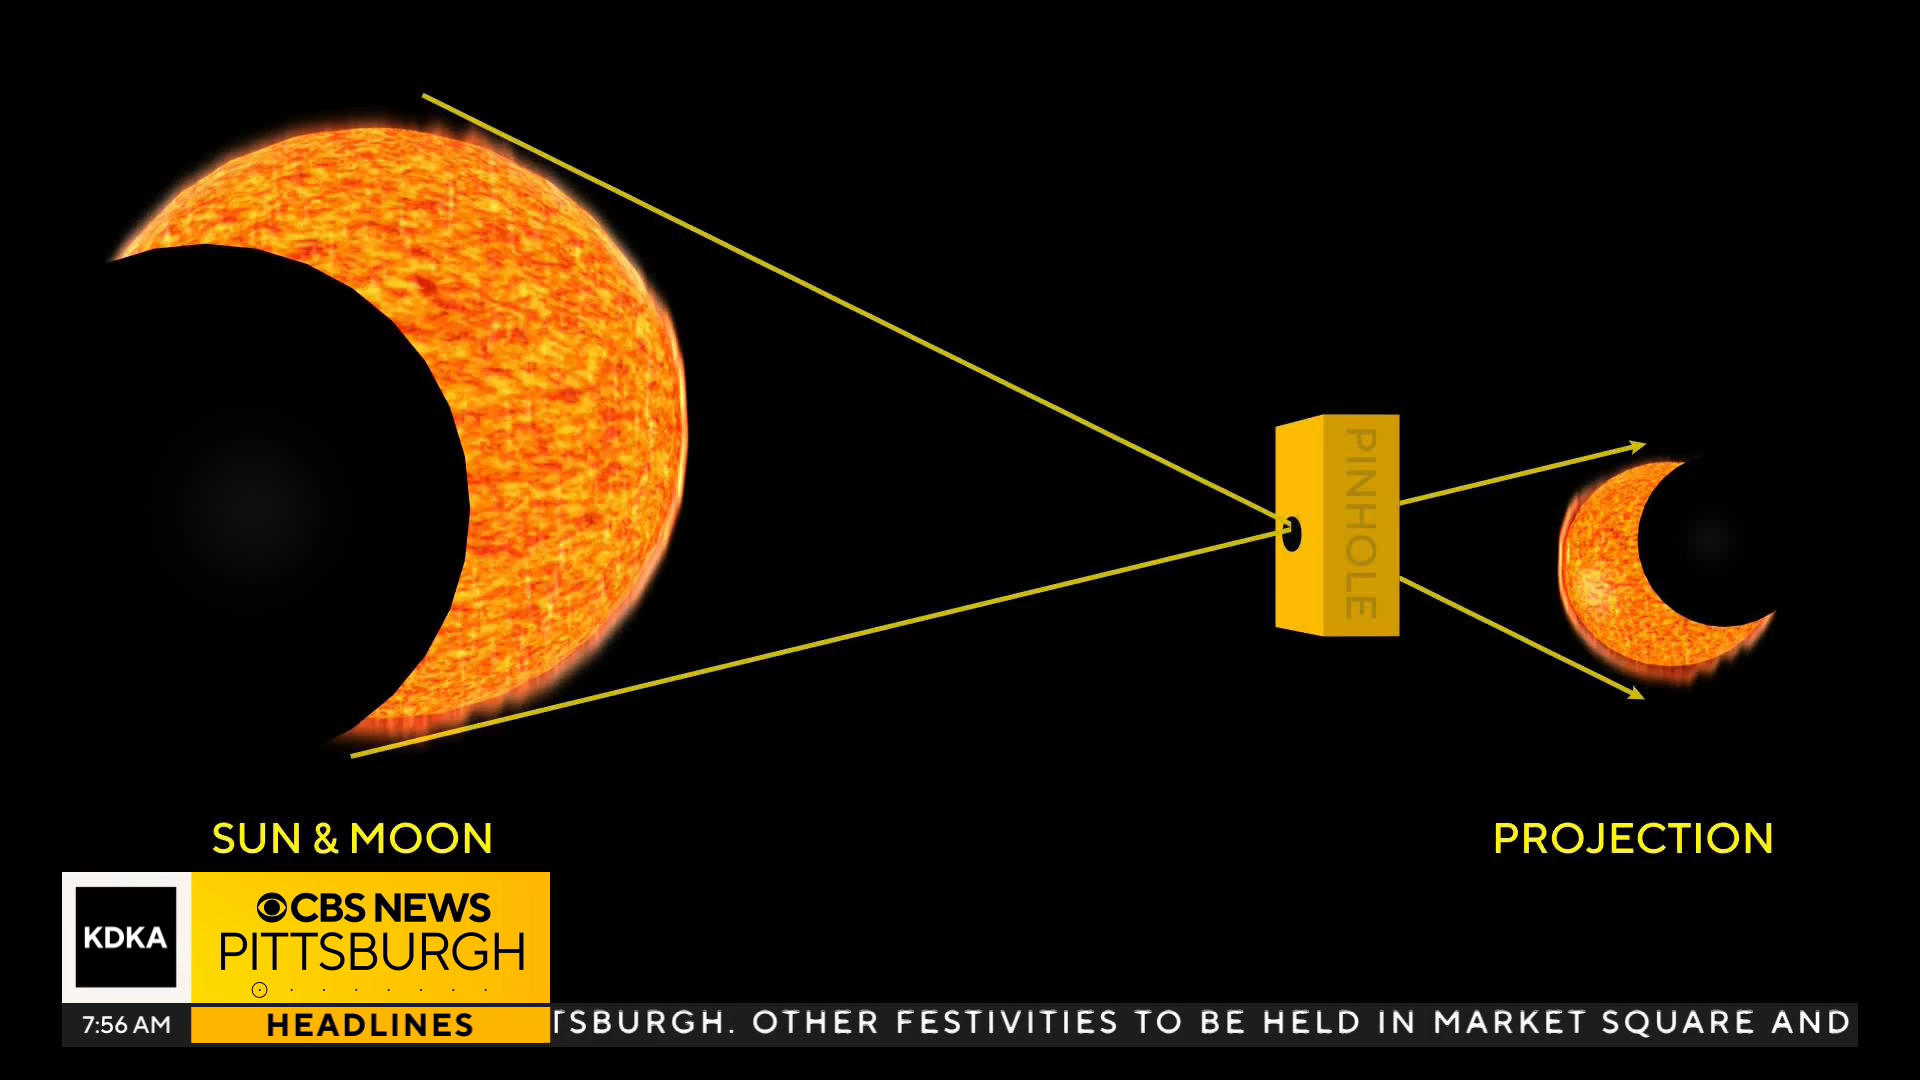 PINHOLE
SUN & MOON
PROJECTION
KDKA
CBS NEWS
PITTSBURGH
7:56 AM
HEADLINES
TSBURGH. OTHER FESTIVITIES TO BE HELD IN MARKET SQUARE AND